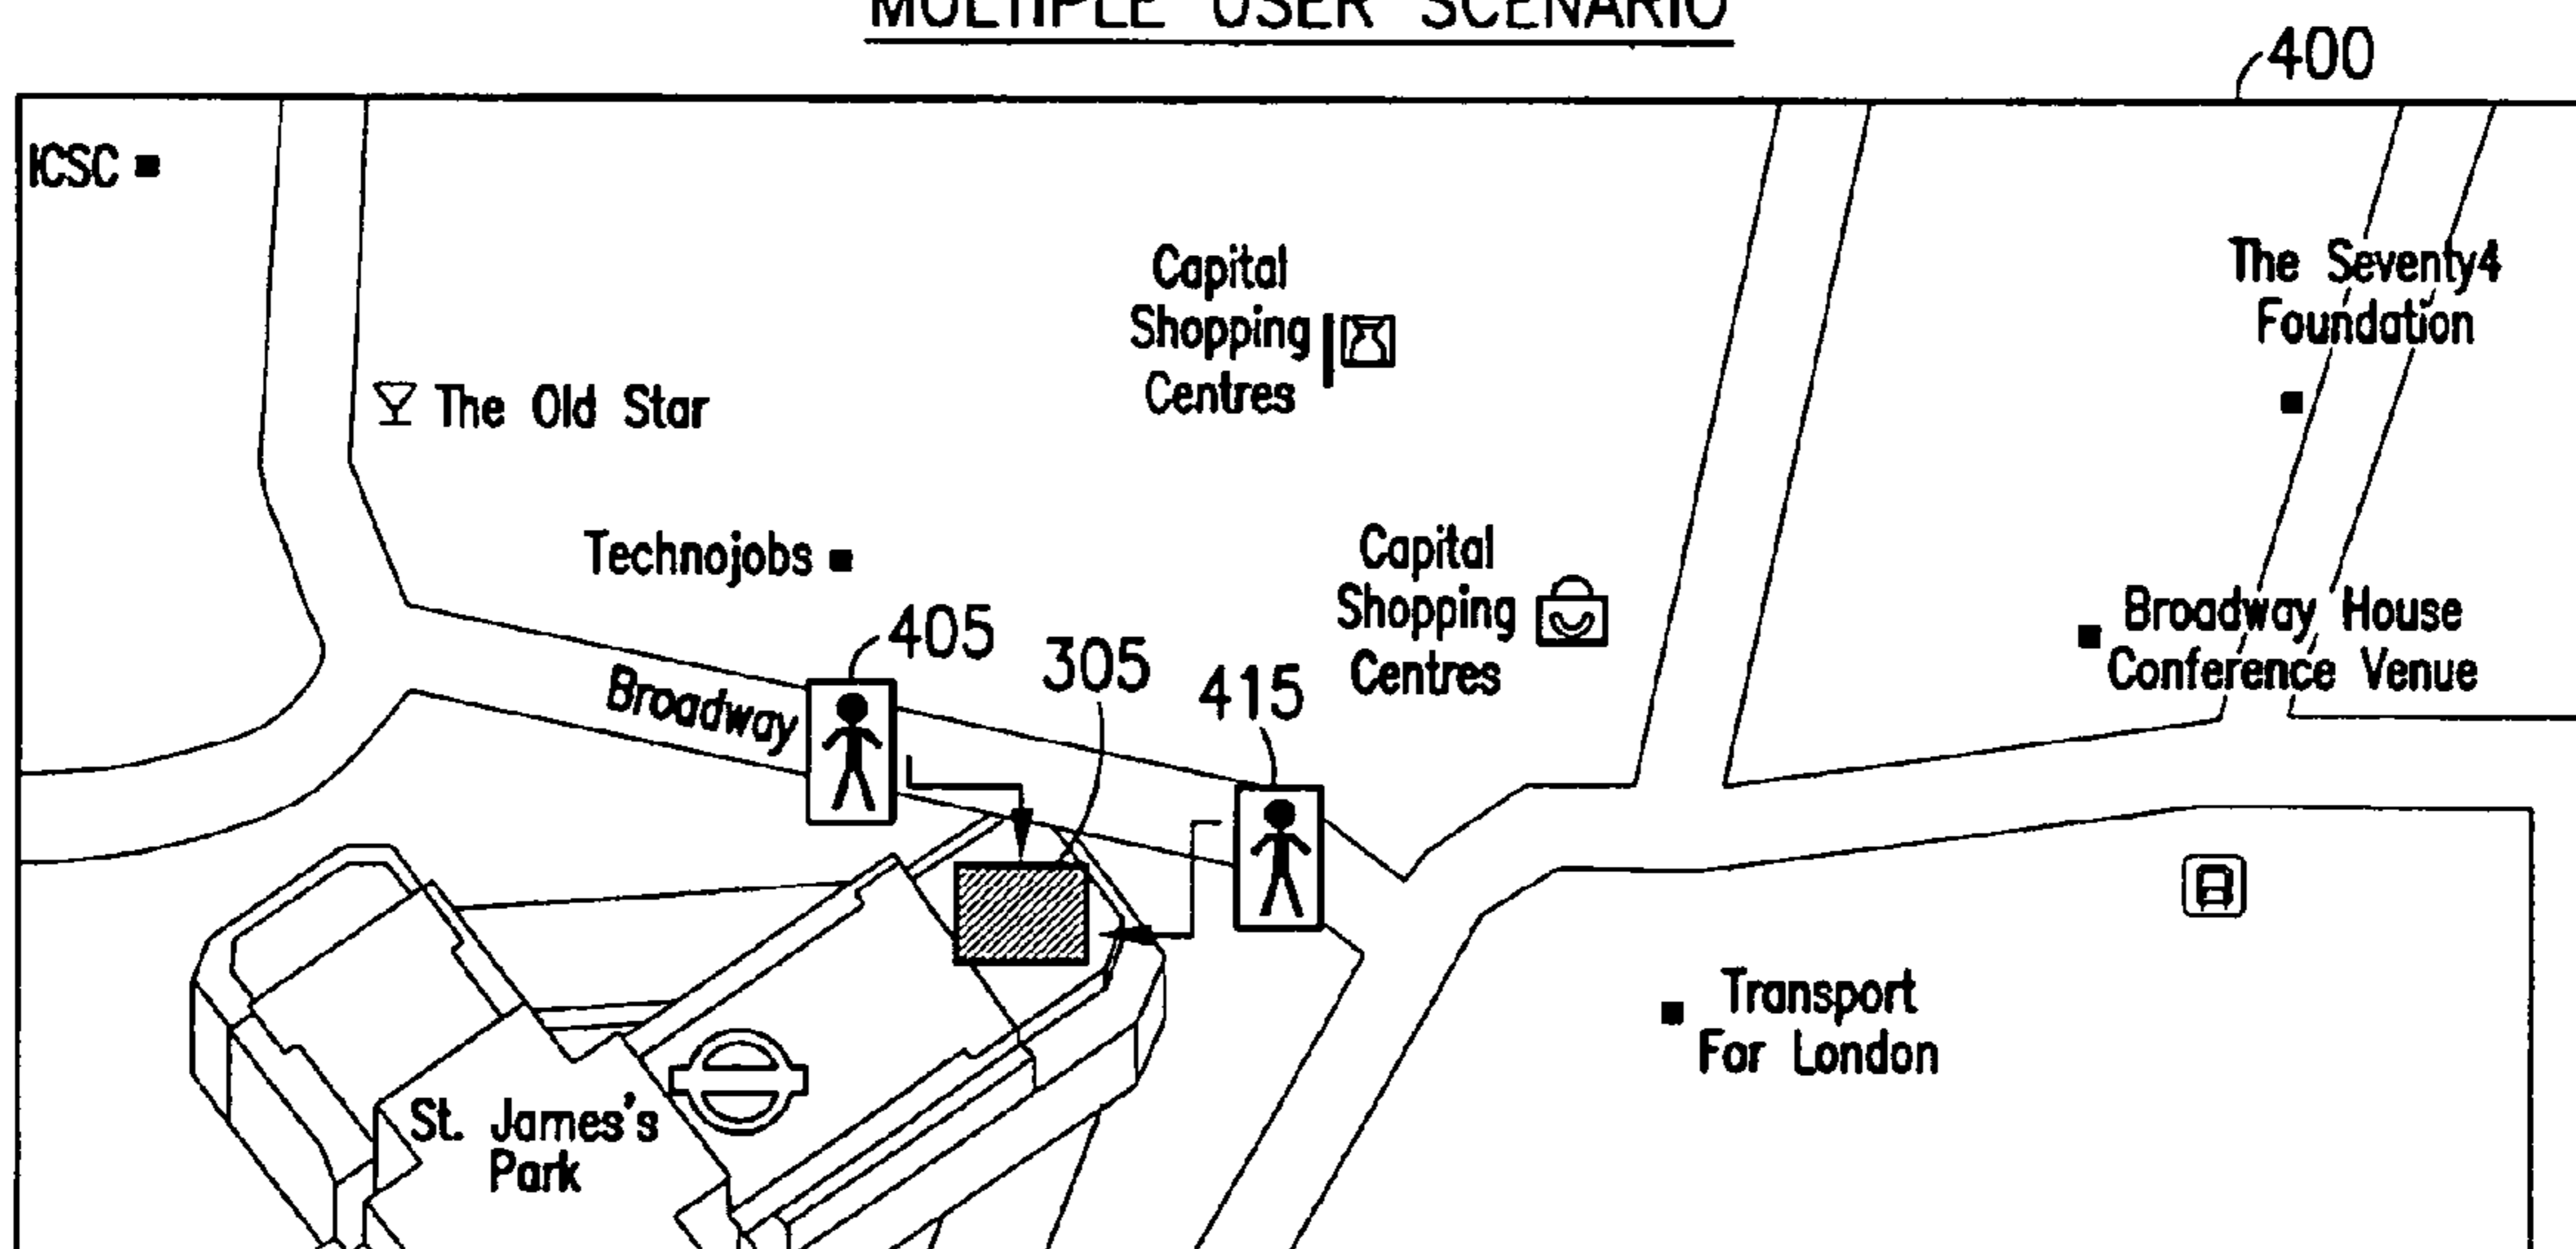 MULTIPLE USER SCENARIO
400
ICSC
Capital
Shopping
Centres
The Seventy4
Foundation
The Old Star
Technojobs
Capital
Shopping
Centres
Broadway House
Conference Venue
405
305
415
Broadway
Transport
For London
St. James's
Park